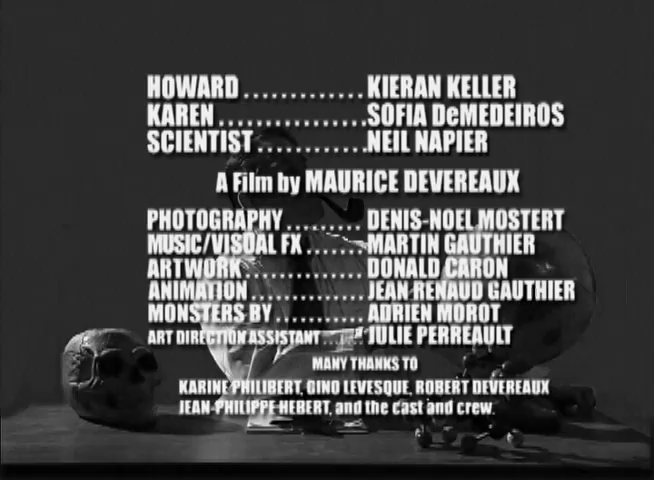 HOWARD.............KIERAN KELLER
KAREN................SOFIA DeMEDEIROS
SCIENTIST............NEIL NAPIER
A Film by MAURICE DEVEREAUX
PHOTOGRAPHY.........DENIS-NOEL MOSTERT
MUSIC/VISUAL FX.......MARTIN GAUTHIER
ARTWORK..............DONALD CARON
ANIMATION.............JEAN RENAUD GAUTHIER
MONSTERS BY...........ADRIEN MOROT
ART DIRECTION ASSISTANT......JULIE PERREAULT
MANY THANKS TO
KARINE PHILIBERT, GINO LEVESQUE, ROBERT DEVEREAUX
JEAN-PHILIPPE HEBERT, and the cast and crew.